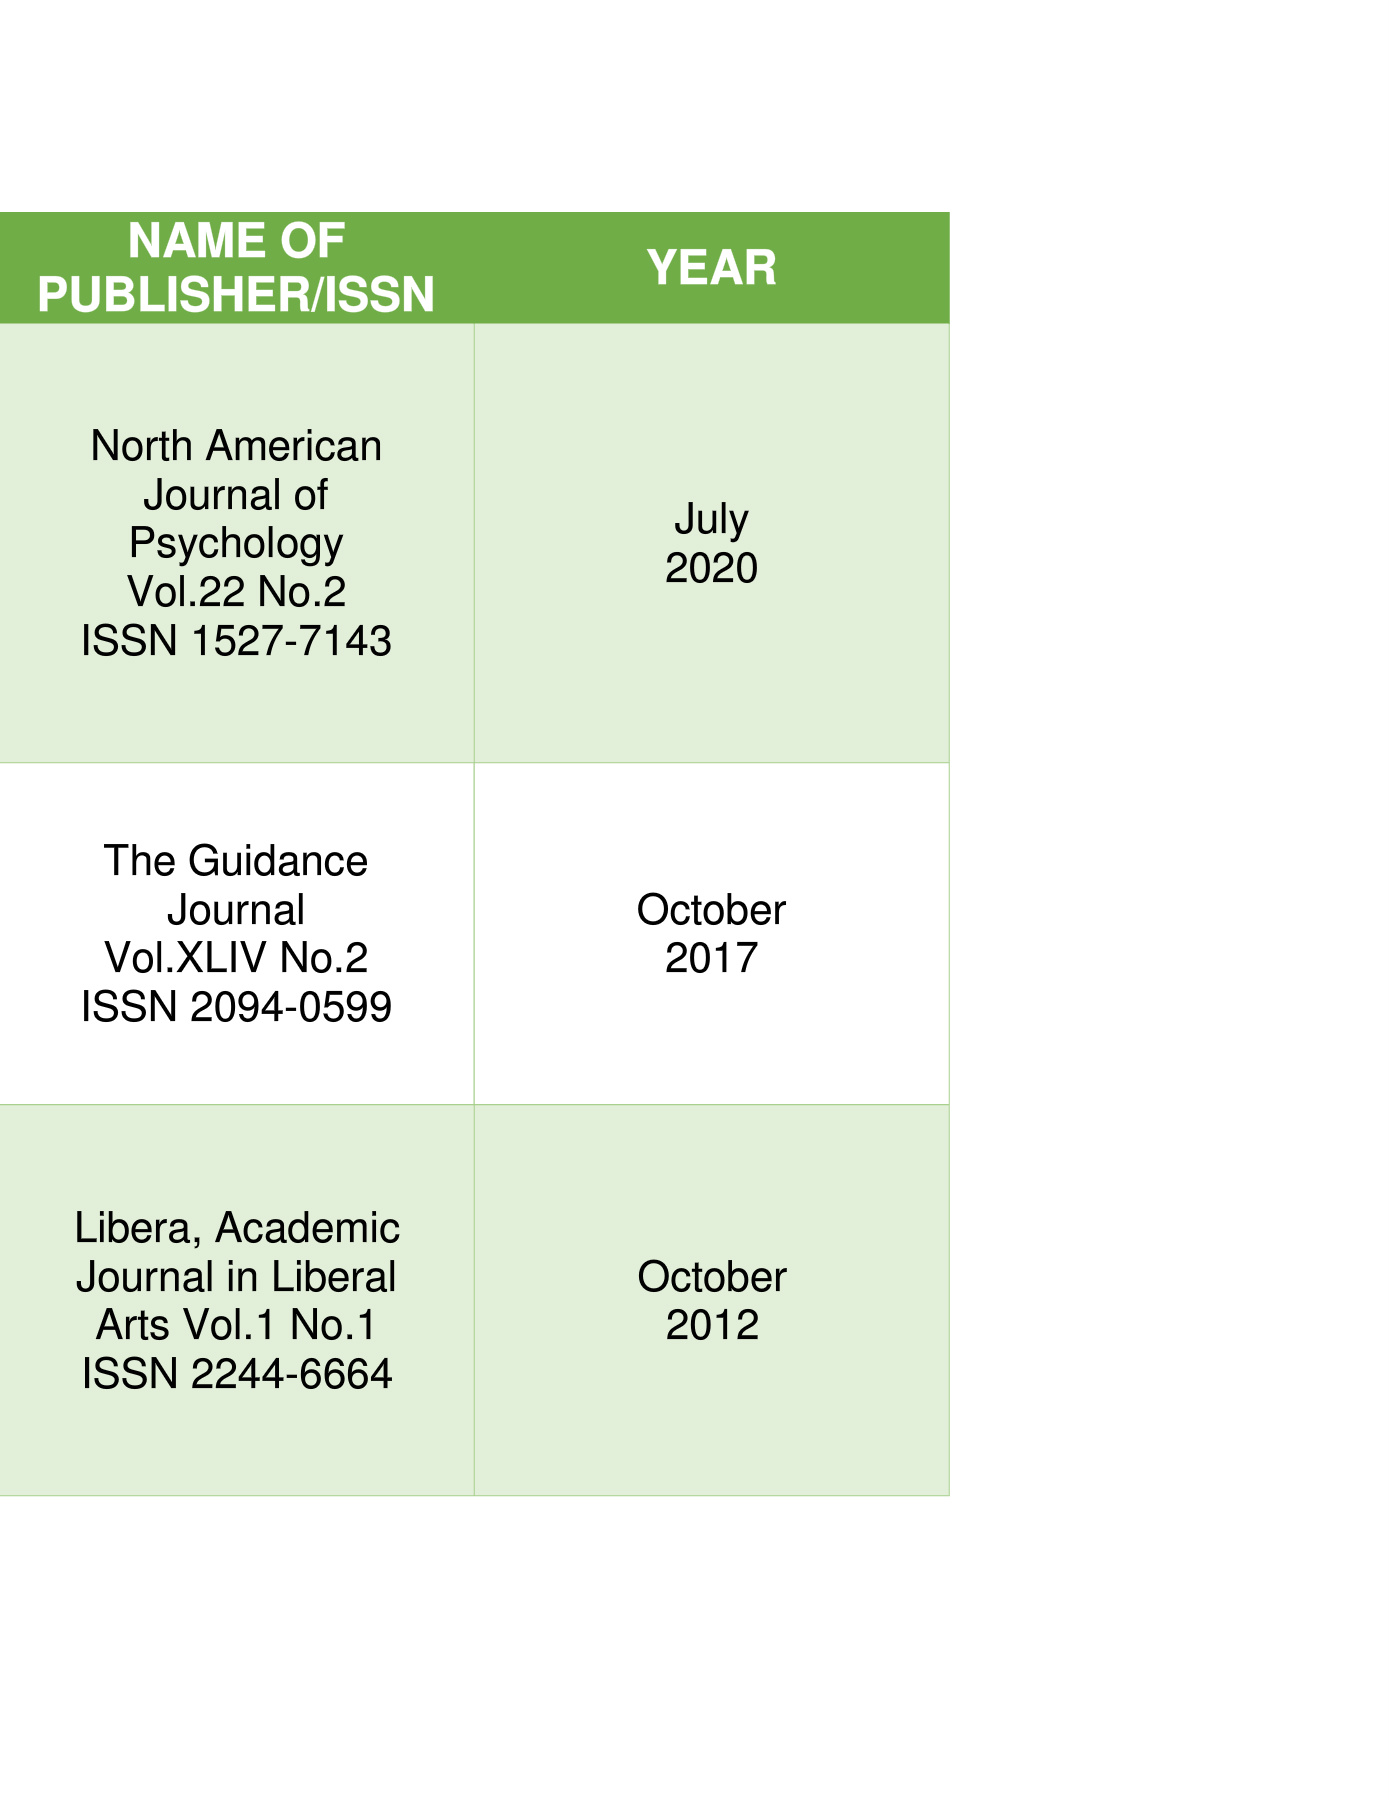 NAME OF
PUBLISHER/ISSN
YEAR
North American
Journal of
Psychology
Vol.22 No.2
ISSN 1527-7143
July
2020
The Guidance
Journal
Vol.XLIV No.2
ISSN 2094-0599
October
2017
Libera, Academic
Journal in Liberal
Arts Vol.1 No.1
ISSN 2244-6664
October
2012